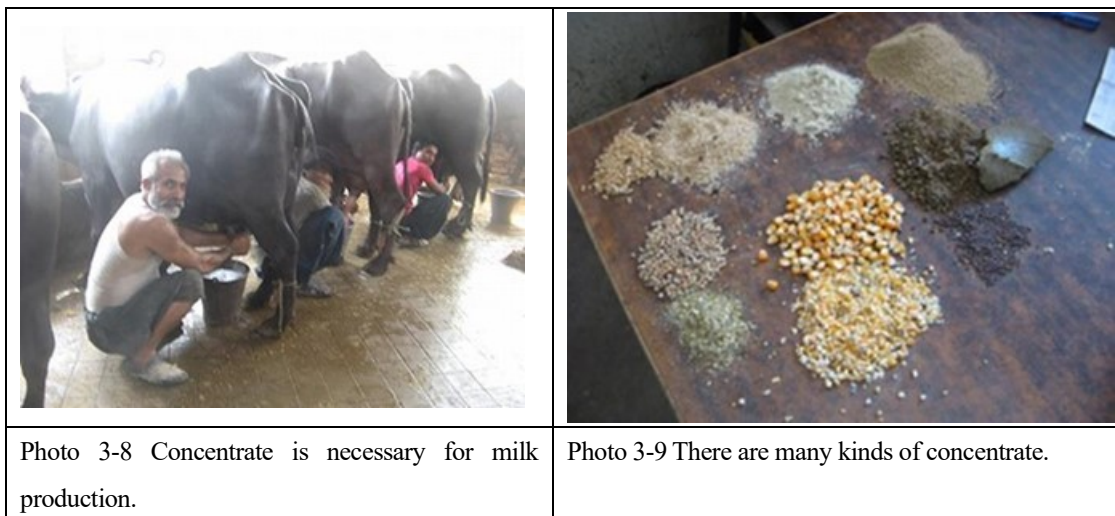 Photo 3-8 Concentrate is necessary for milk
production.
Photo 3-9 There are many kinds of concentrate.